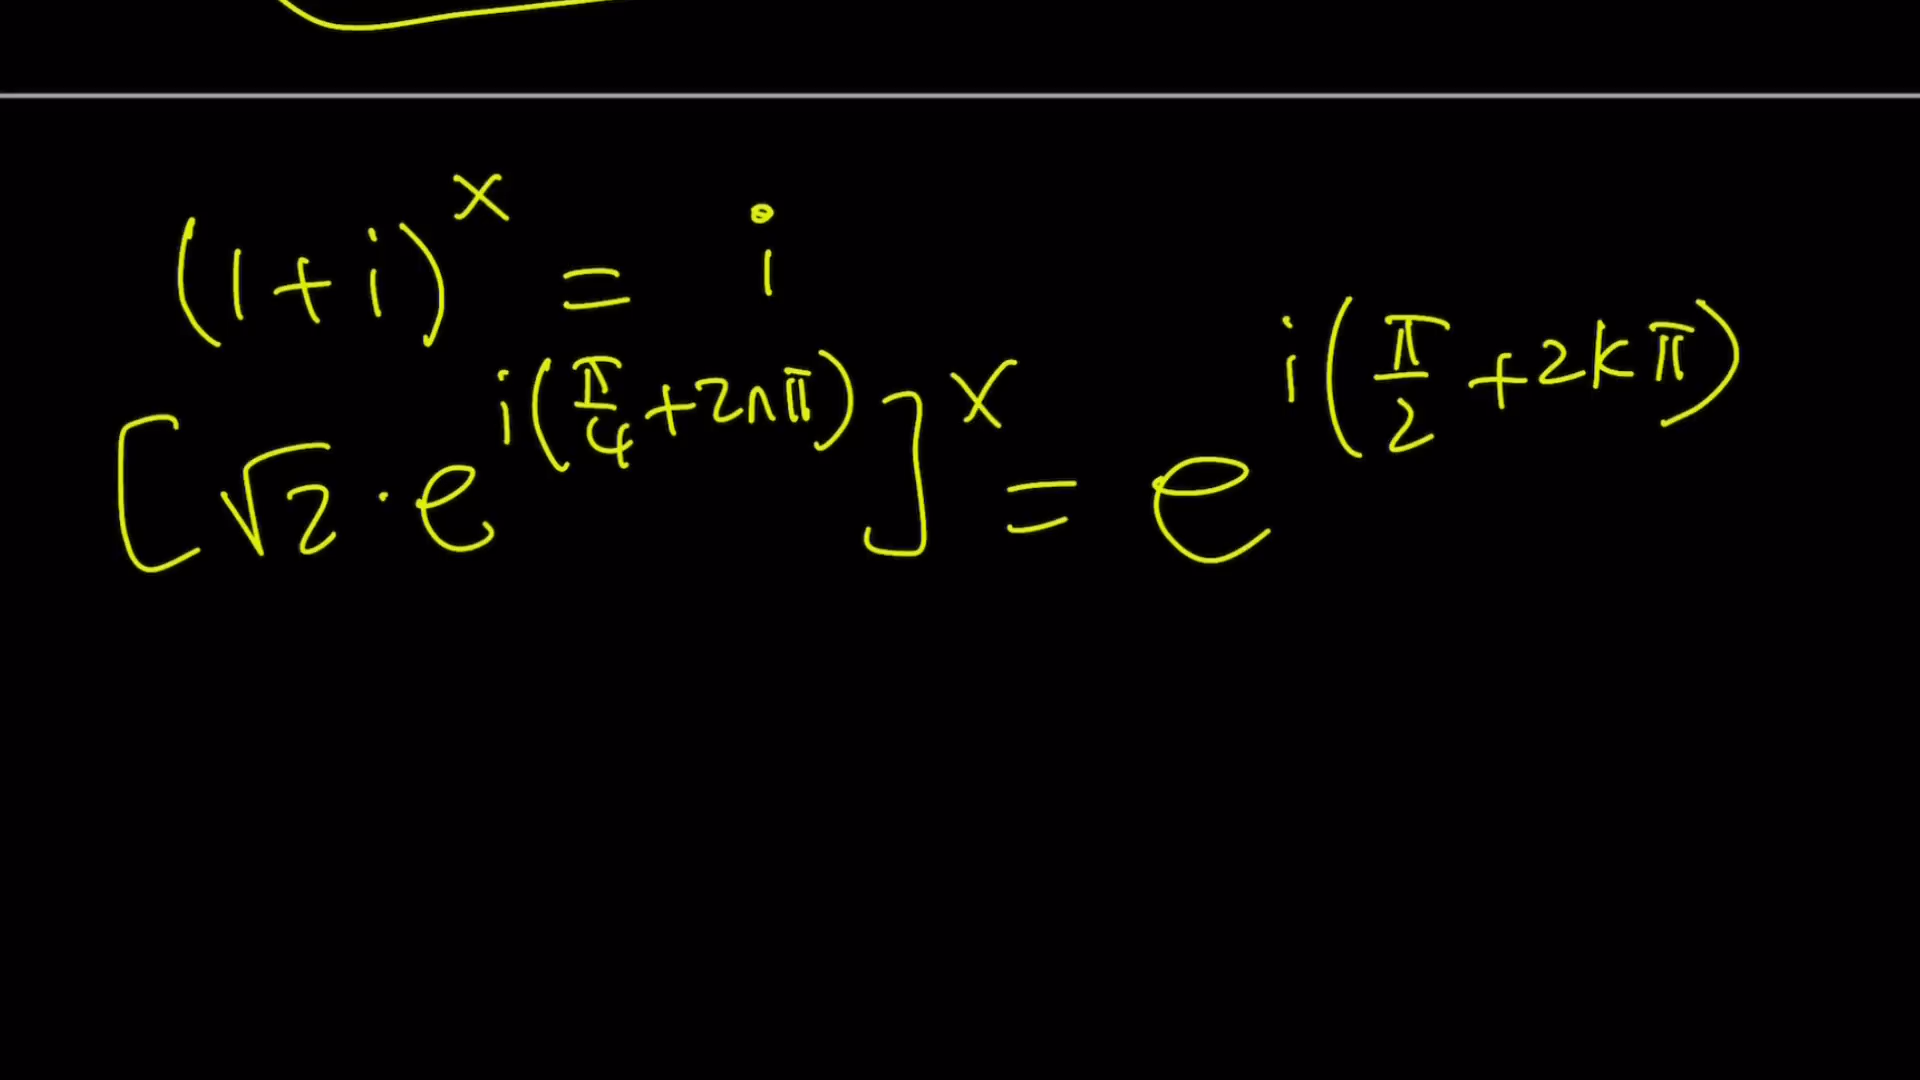 (1+i)^x = i
[√2 · e^{i(π/4 + 2nπ)}]^x = e^{i(π/2 + 2kπ)}